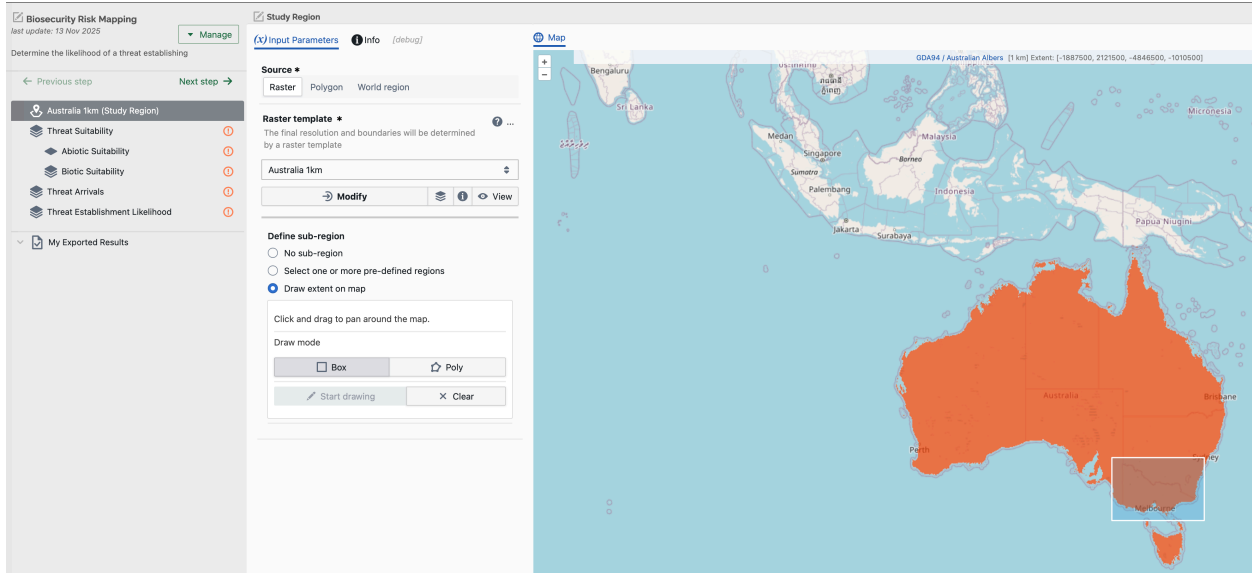 Biosecurity Risk Mapping
last update: 13 Nov 2025
Manage
Determine the likelihood of a threat establishing
← Previous step
Next step →
Australia 1km (Study Region)
Threat Suitability
Abiotic Suitability
Biotic Suitability
Threat Arrivals
Threat Establishment Likelihood
My Exported Results
Study Region
(x) Input Parameters
Info
[debug]
Source *
Raster
Polygon
World region
Raster template *
? ...
The final resolution and boundaries will be determined
by a raster template
Australia 1km
Modify
View
Define sub-region
No sub-region
Select one or more pre-defined regions
Draw extent on map
Click and drag to pan around the map.
Draw mode
Box
Poly
Start drawing
× Clear
Map
+
−
GDA94 / Australian Albers [1 km] Extent: [-1887500, 2121500, -4846500, -1010500]
Bengaluru
Sri Lanka
Micronesia
Medan
Malaysia
Singapore
Borneo
Sumatra
Palembang
Indonesia
Jakarta
Surabaya
Papua Niugini
Australia
Brisbane
Perth
Sydney
Melbourne